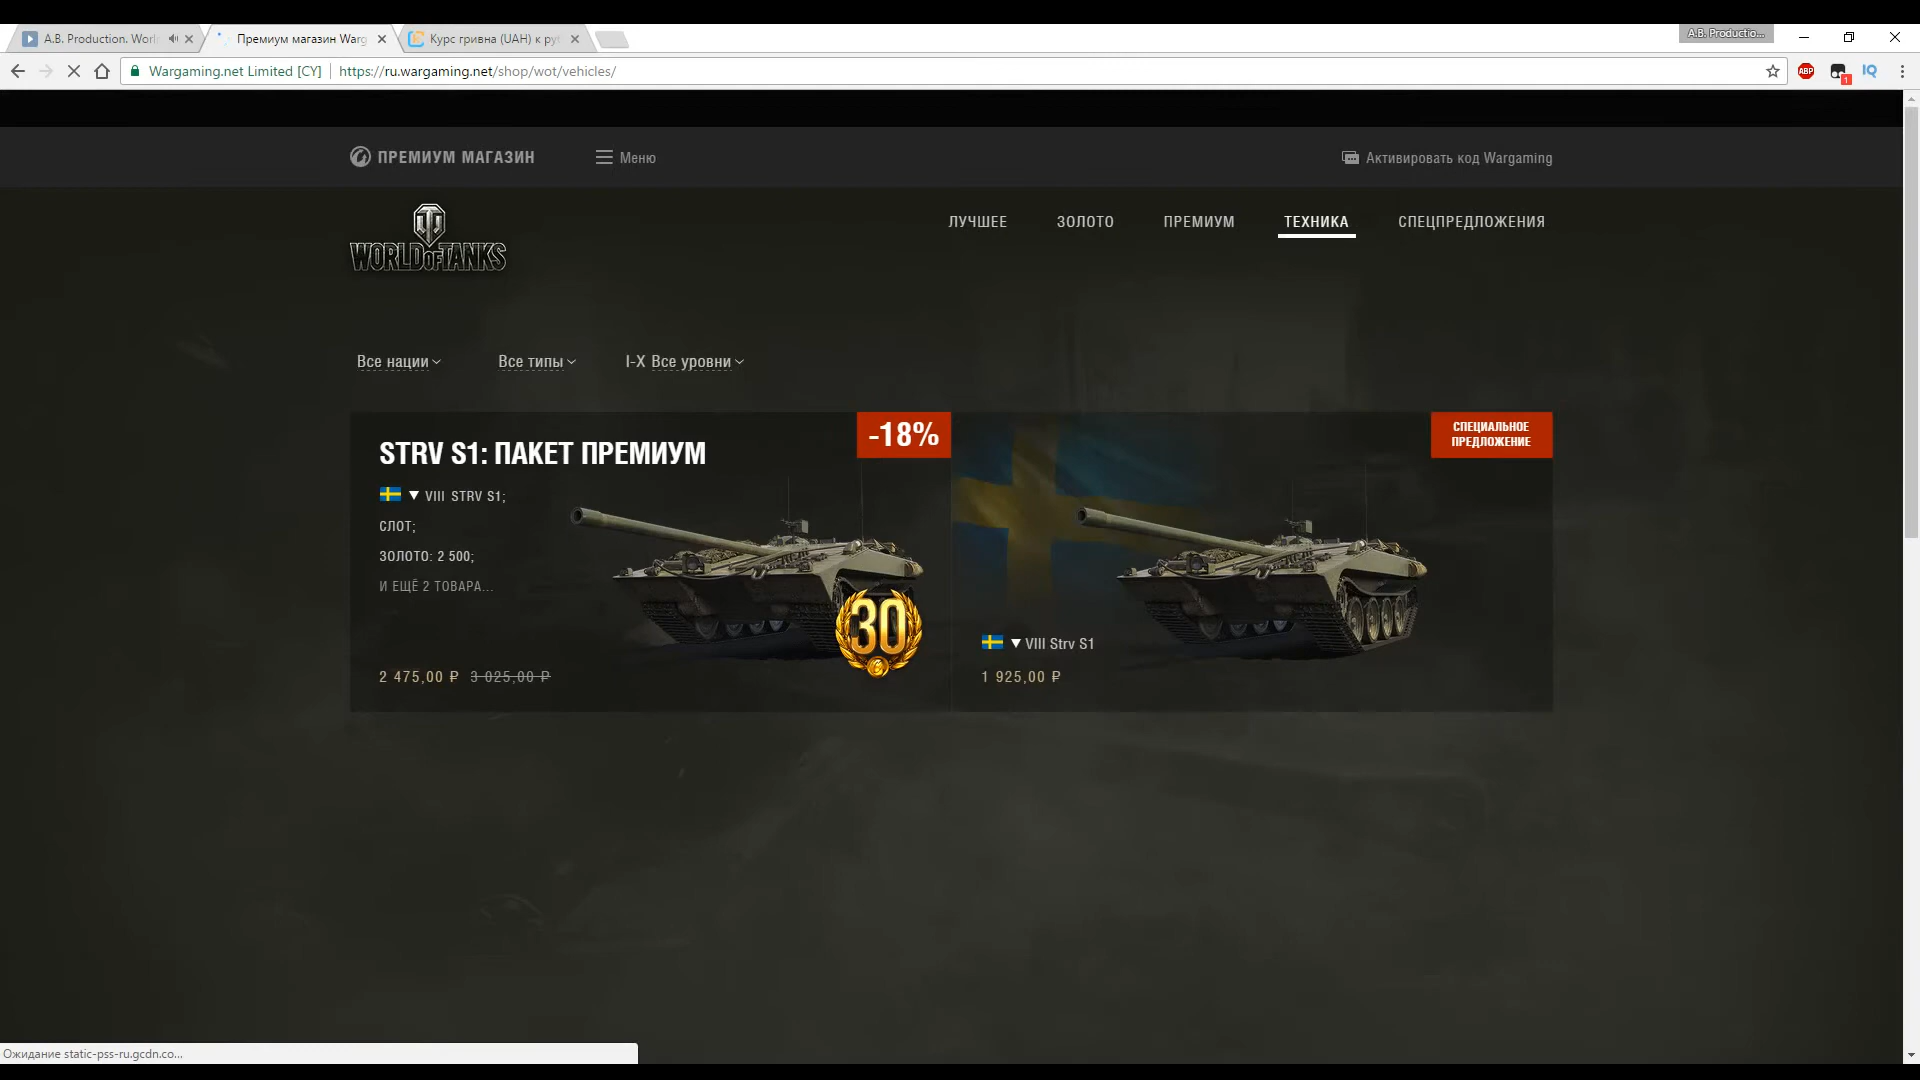 A.B. Production. Worl
Премиум магазин Warg
Курс гривна (UAH) к ру
A.B. Productio...
Wargaming.net Limited [CY]
https://ru.wargaming.net/shop/wot/vehicles/
ABP
1
IQ
ПРЕМИУМ МАГАЗИН
Меню
Активировать код Wargaming
WORLD OF TANKS
ЛУЧШЕЕ
ЗОЛОТО
ПРЕМИУМ
ТЕХНИКА
СПЕЦПРЕДЛОЖЕНИЯ
Все нации
Все типы
I-X Все уровни
STRV S1: ПАКЕТ ПРЕМИУМ
-18%
VIII STRV S1;
СЛОТ;
ЗОЛОТО: 2 500;
И ЕЩЁ 2 ТОВАРА...
30
2 475,00 ₽ 3 025,00 ₽
СПЕЦИАЛЬНОЕ
ПРЕДЛОЖЕНИЕ
VIII Strv S1
1 925,00 ₽
Ожидание static-pss-ru.gcdn.co...